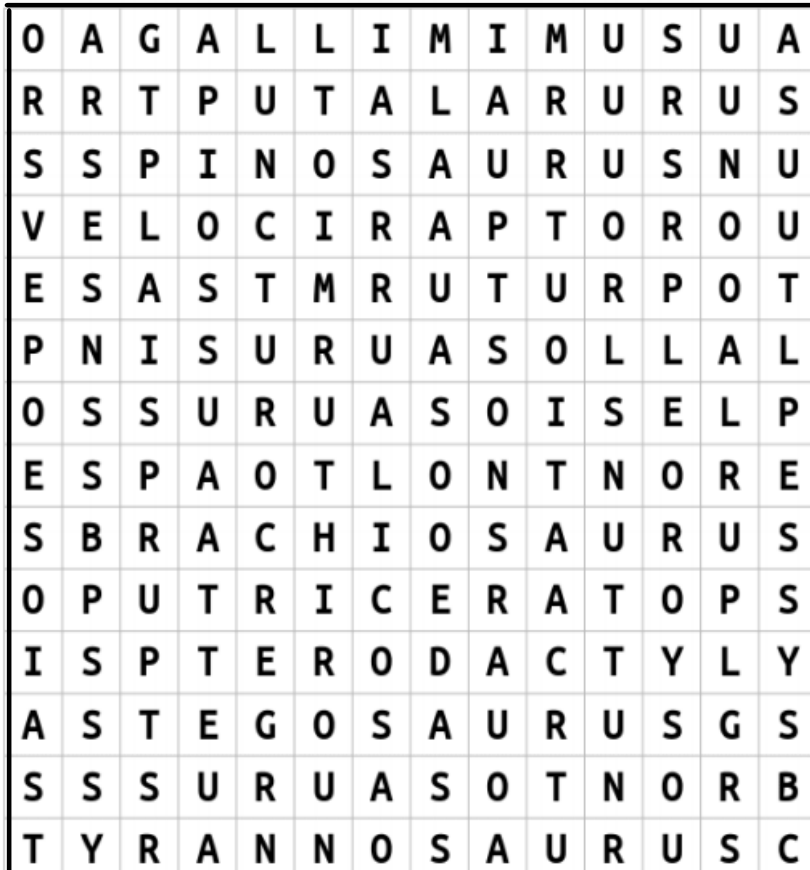 O A G A L L I M I M U S U A
R R T P U T A L A R U R U S
S S P I N O S A U R U S N U
V E L O C I R A P T O R O U
E S A S T M R U T U R P O T
P N I S U R U A S O L L A L
O S S U R U A S O I S E L P
E S P A O T L O N T N O R E
S B R A C H I O S A U R U S
O P U T R I C E R A T O P S
I S P T E R O D A C T Y L Y
A S T E G O S A U R U S G S
S S S U R U A S O T N O R B
T Y R A N N O S A U R U S C